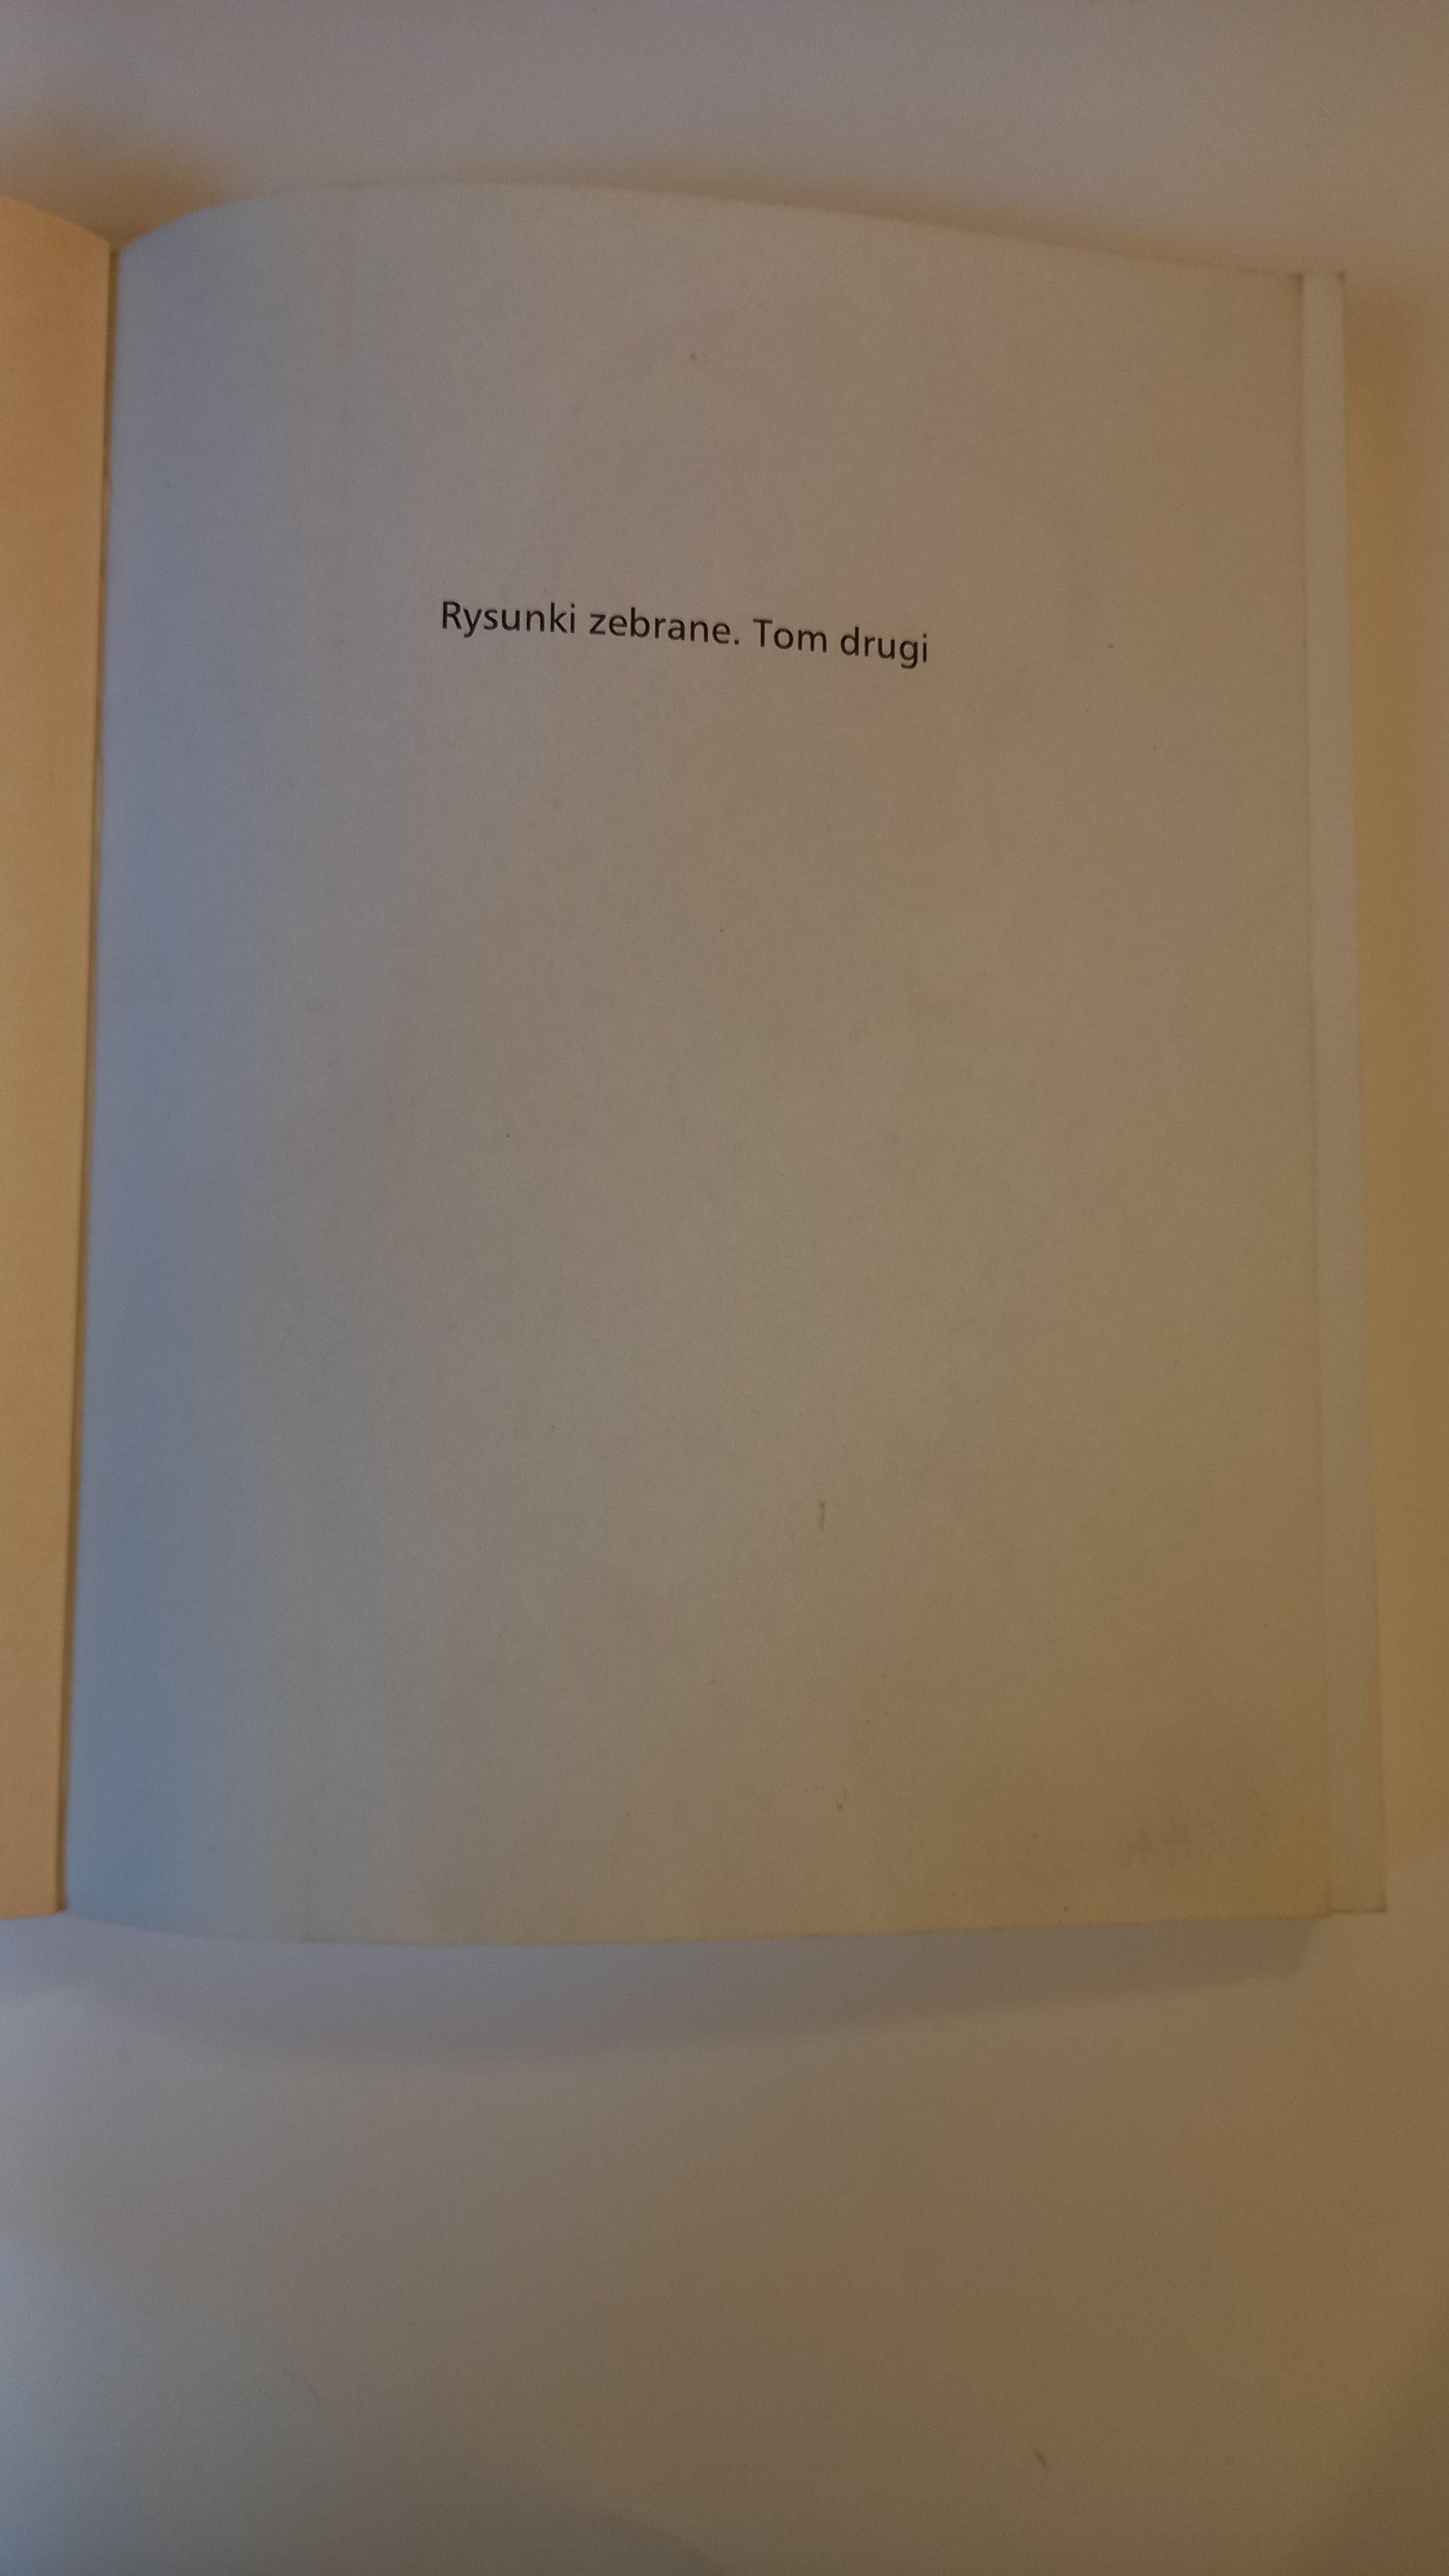 Rysunki zebrane. Tom drugi